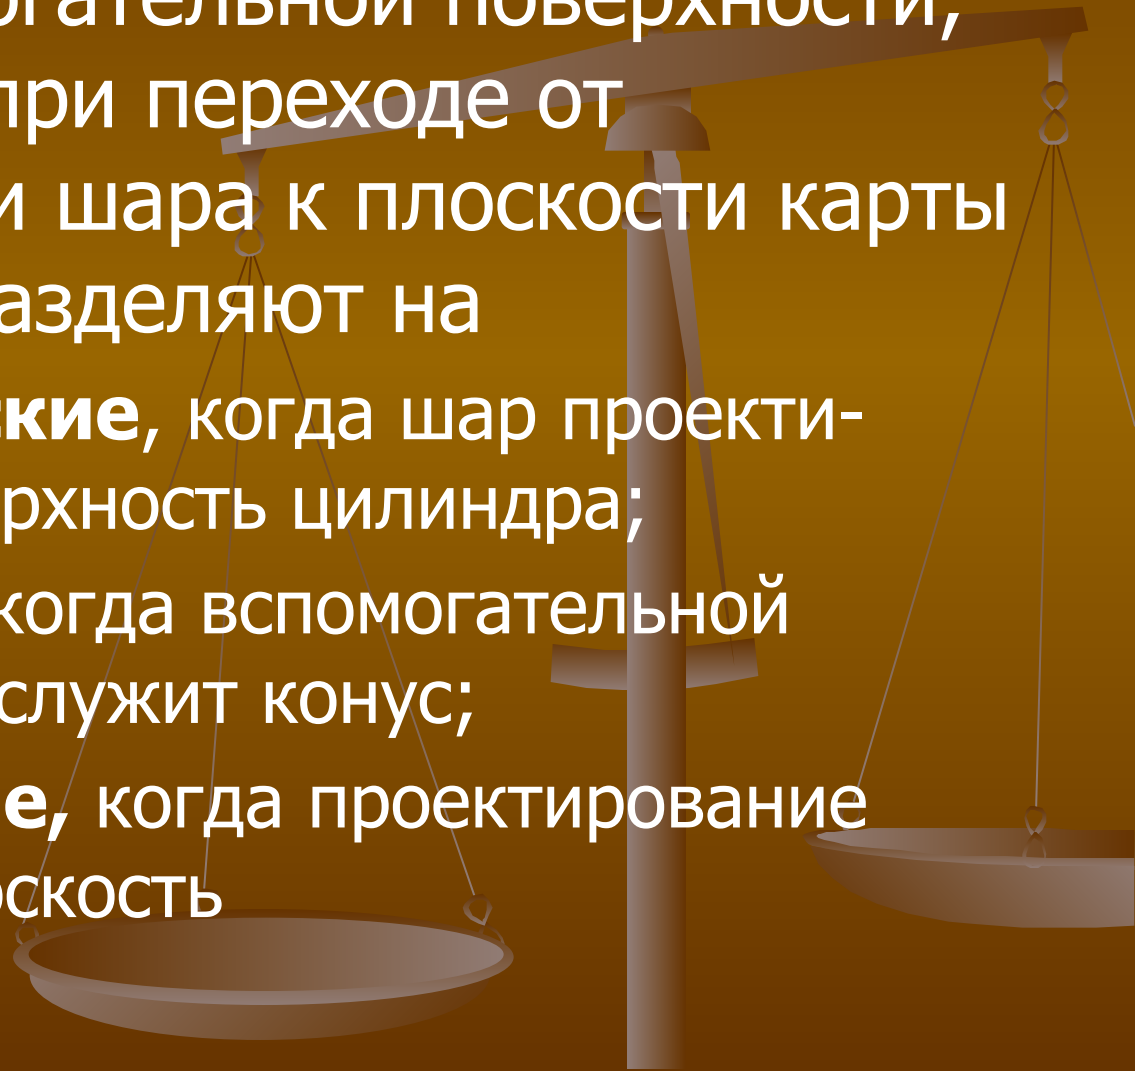 огательной поверхности,
при переходе от
и шара к плоскости карты
азделяют на
кие, когда шар проекти-
рхность цилиндра;
когда вспомогательной
служит конус;
е, когда проектирование
оскость